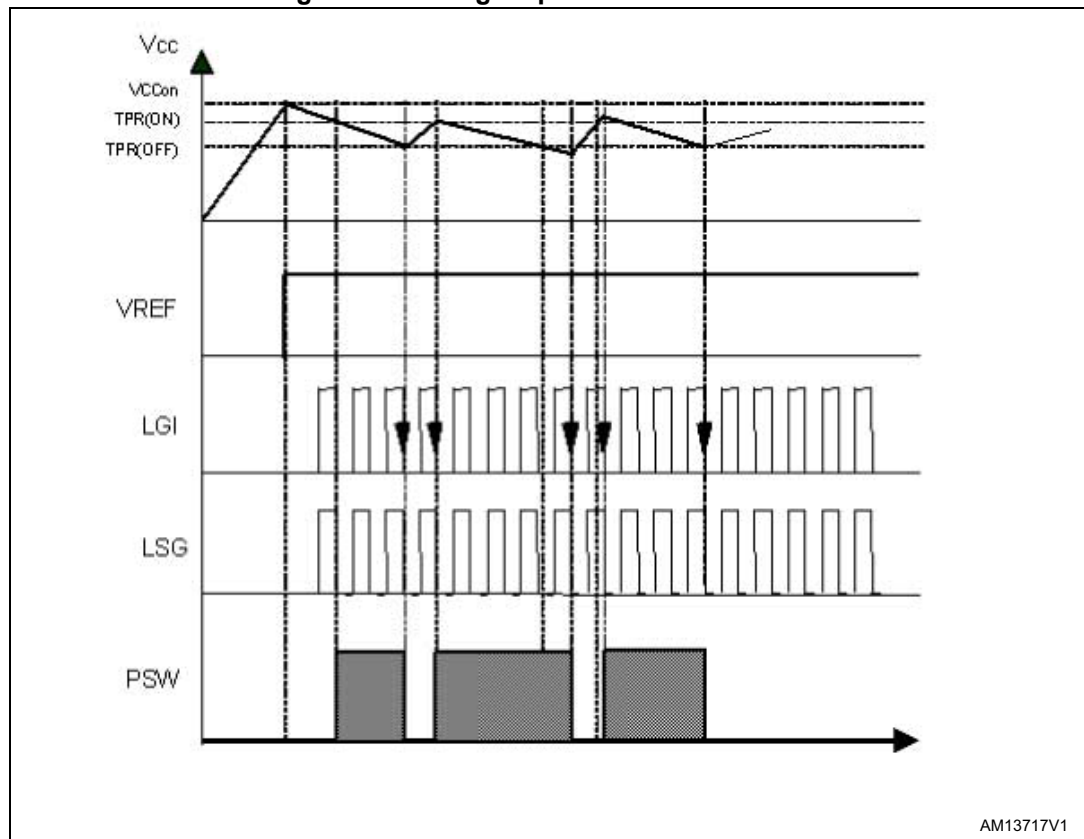 Vcc
VCCon
TPR(ON)
TPR(OFF)
VREF
LGI
LSG
PSW
AM13717V1